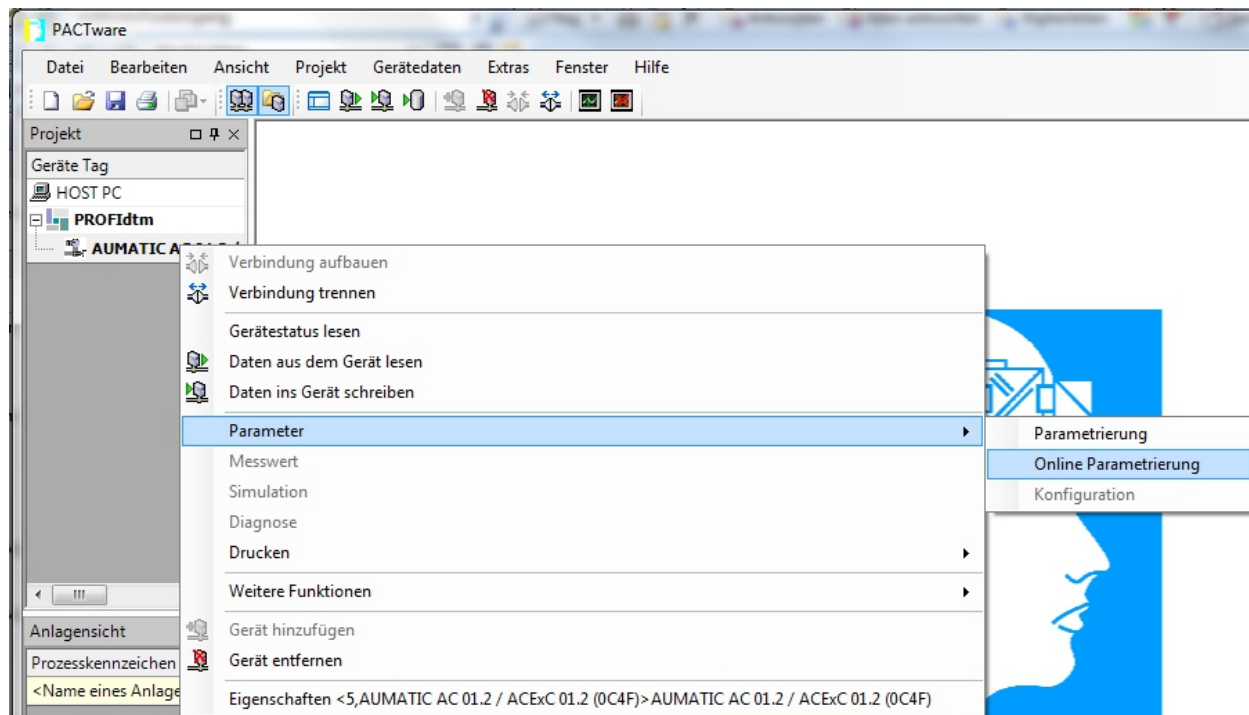 PACTware
Datei Bearbeiten Ansicht Projekt Gerätedaten Extras Fenster Hilfe
Projekt
Geräte Tag
HOST PC
PROFIdtm
AUMATIC
Verbindung aufbauen
Verbindung trennen
Gerätestatus lesen
Daten aus dem Gerät lesen
Daten ins Gerät schreiben
Parameter
Parametrierung
Messwert
Online Parametrierung
Simulation
Konfiguration
Diagnose
Drucken
Weitere Funktionen
Anlagensicht
Gerät hinzufügen
Prozesskennzeichen
Gerät entfernen
<Name eines Anlage
Eigenschaften <5,AUMATIC AC 01.2 / ACExC 01.2 (0C4F)>AUMATIC AC 01.2 / ACExC 01.2 (0C4F)